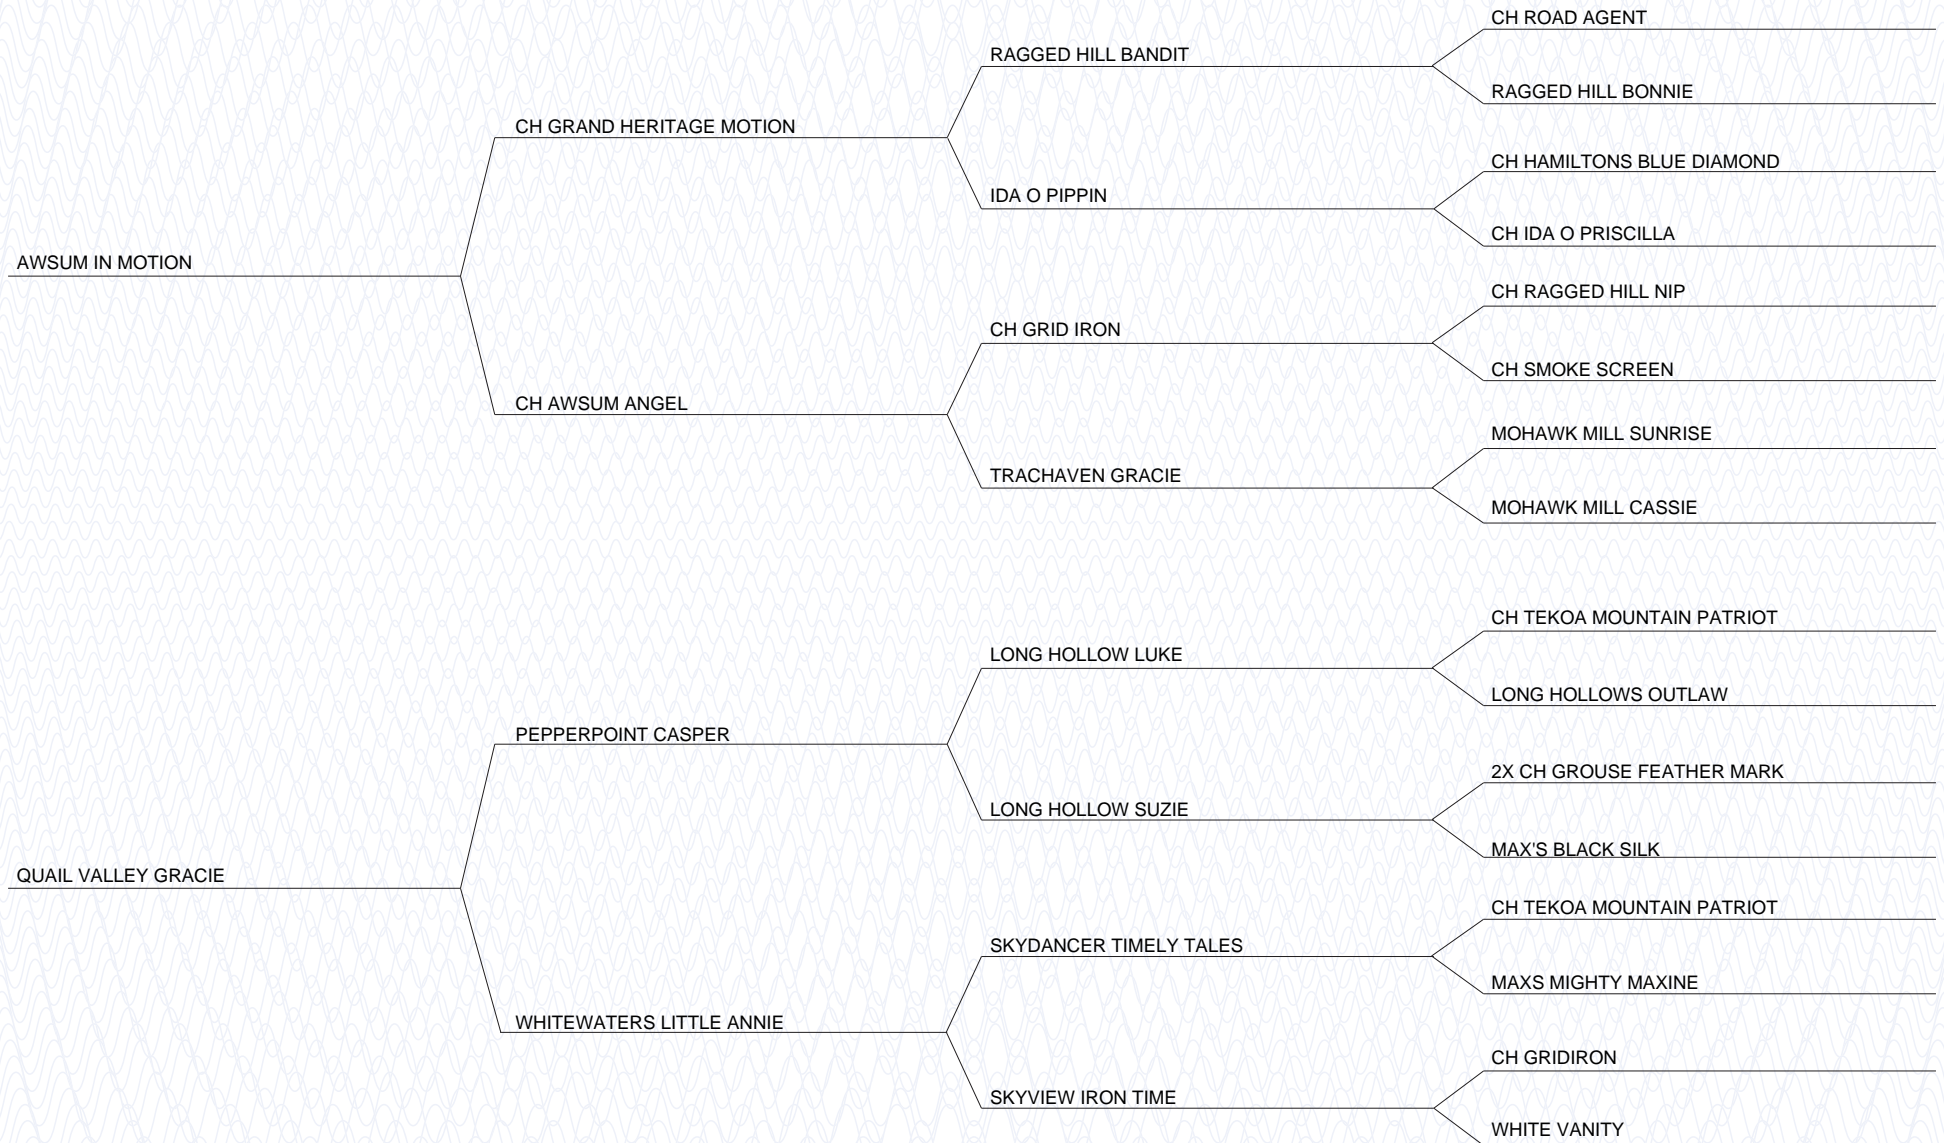 CH ROAD AGENT
RAGGED HILL BANDIT
RAGGED HILL BONNIE
CH GRAND HERITAGE MOTION
CH HAMILTONS BLUE DIAMOND
IDA O PIPPIN
CH IDA O PRISCILLA
AWSUM IN MOTION
CH RAGGED HILL NIP
CH GRID IRON
CH SMOKE SCREEN
CH AWSUM ANGEL
MOHAWK MILL SUNRISE
TRACHAVEN GRACIE
MOHAWK MILL CASSIE
CH TEKOA MOUNTAIN PATRIOT
LONG HOLLOW LUKE
LONG HOLLOWS OUTLAW
PEPPERPOINT CASPER
2X CH GROUSE FEATHER MARK
LONG HOLLOW SUZIE
MAX'S BLACK SILK
QUAIL VALLEY GRACIE
CH TEKOA MOUNTAIN PATRIOT
SKYDANCER TIMELY TALES
MAXS MIGHTY MAXINE
WHITEWATERS LITTLE ANNIE
CH GRIDIRON
SKYVIEW IRON TIME
WHITE VANITY